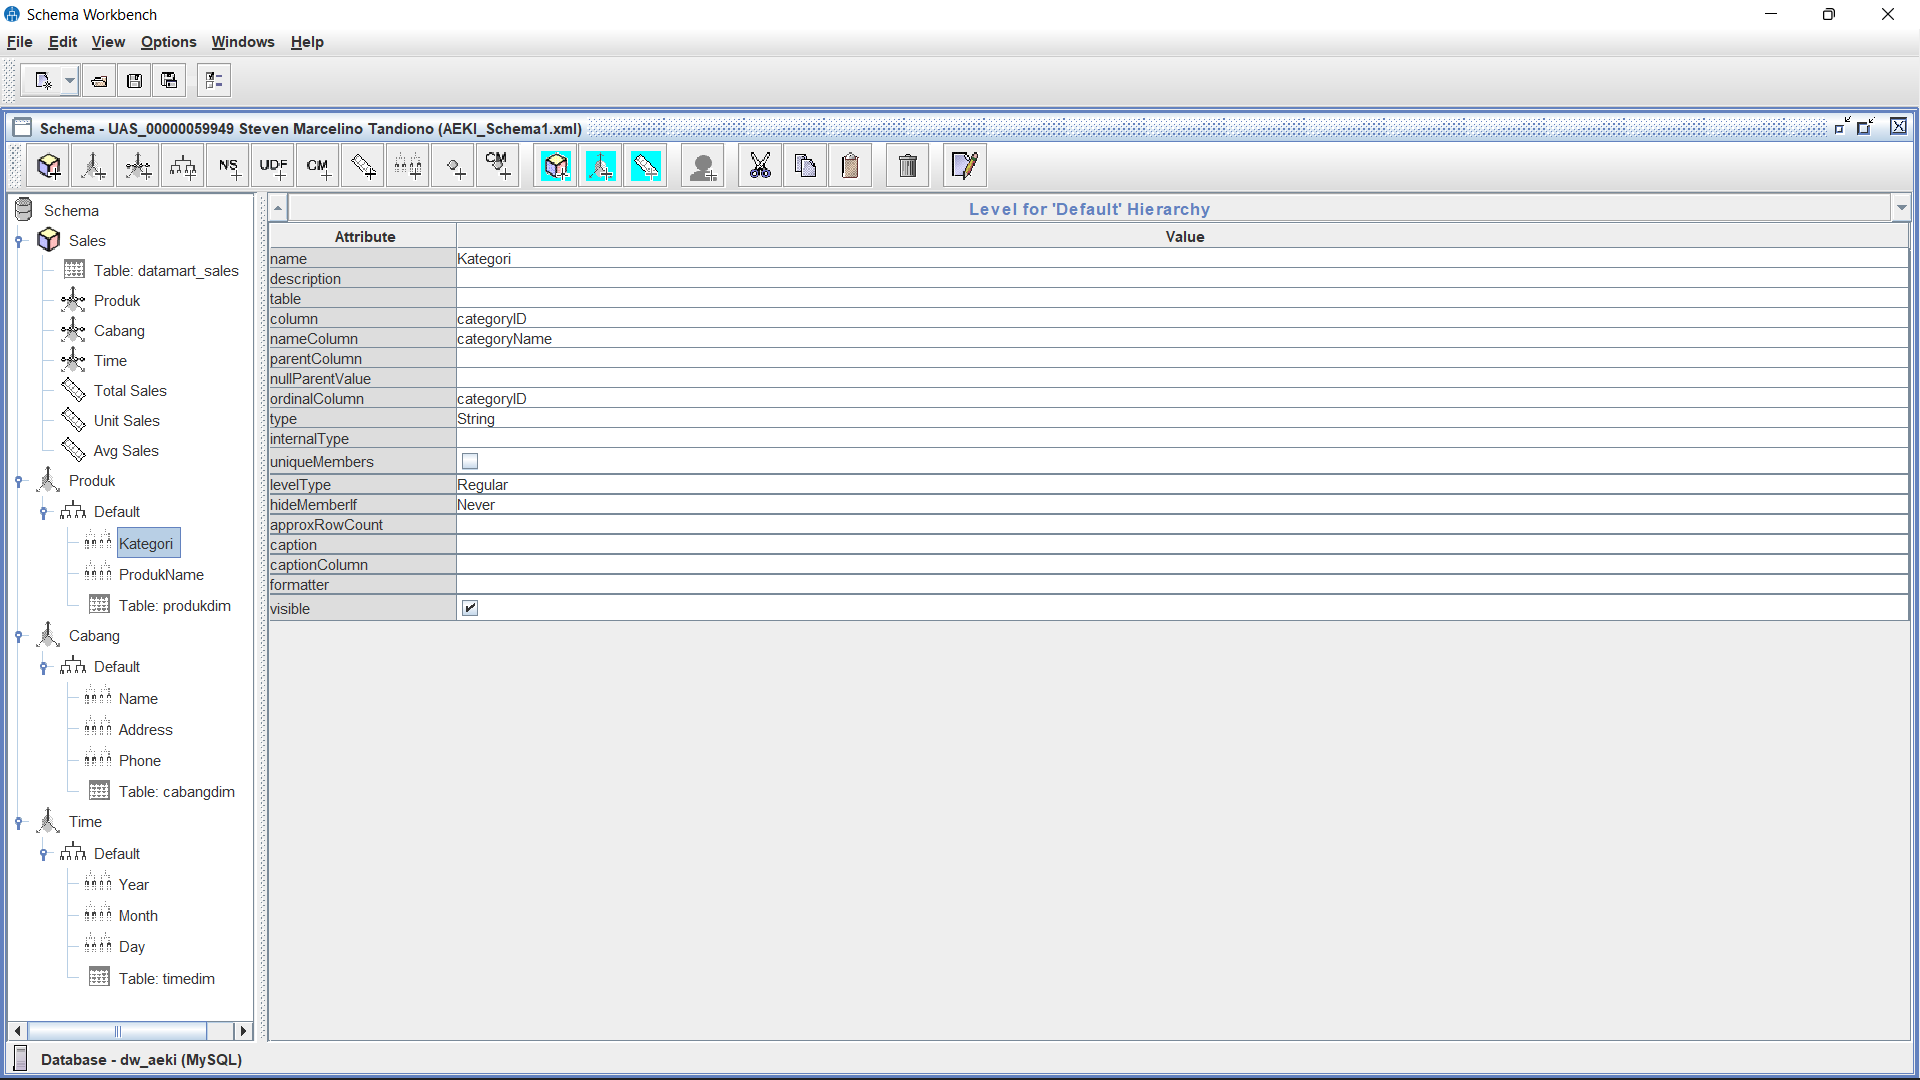 Schema Workbench
File Edit View Options Windows Help
Schema - UAS_00000059949 Steven Marcelino Tandiono (AEKI_Schema1.xml)
NS UDF CM CM
Schema
Sales
Table: datamart_sales
Produk
Cabang
Time
Total Sales
Unit Sales
Avg Sales
Produk
Default
Kategori
ProdukName
Table: produkdim
Cabang
Default
Name
Address
Phone
Table: cabangdim
Time
Default
Year
Month
Day
Table: timedim
Level for 'Default' Hierarchy
Attribute Value
name Kategori
description
table
column categoryID
nameColumn categoryName
parentColumn
nullParentValue
ordinalColumn categoryID
type String
internalType
uniqueMembers
levelType Regular
hideMemberIf Never
approxRowCount
caption
captionColumn
formatter
visible
Database - dw_aeki (MySQL)